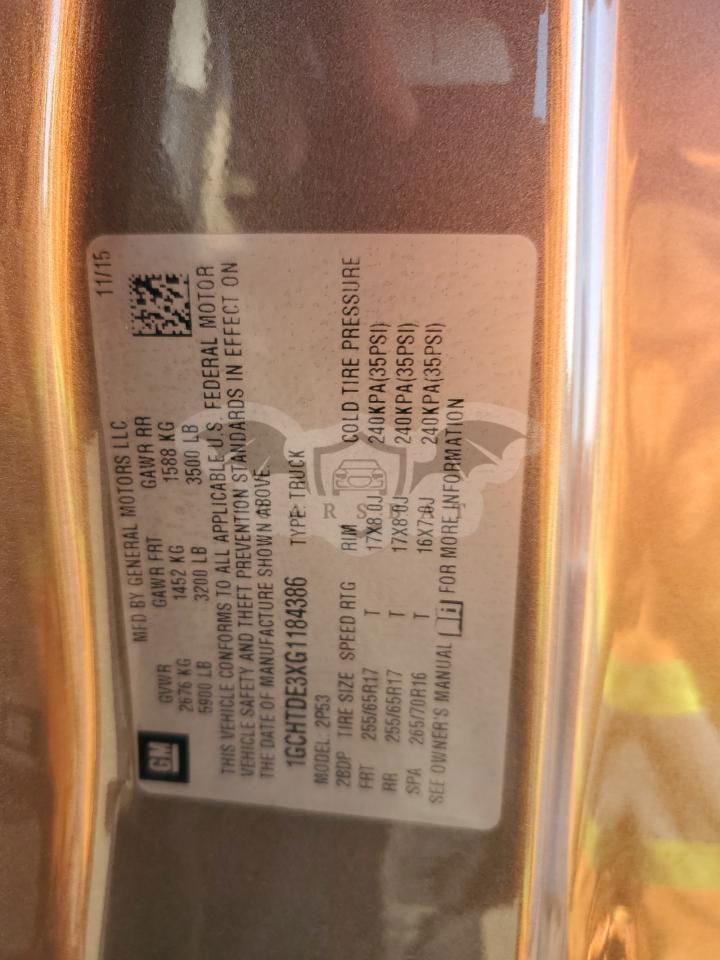 MFD BY GENERAL MOTORS LLC 11/15
GM
GVWR GAWR FRT GAWR RR
2676 KG 1452 KG 1588 KG
5900 LB 3200 LB 3500 LB
THIS VEHICLE CONFORMS TO ALL APPLICABLE U.S. FEDERAL MOTOR
VEHICLE SAFETY AND THEFT PREVENTION STANDARDS IN EFFECT ON
THE DATE OF MANUFACTURE SHOWN ABOVE.
1GCHTDE3XG1184386 TYPE: TRUCK
MODEL: 2P53
2BDP TIRE SIZE SPEED RTG RIM COLD TIRE PRESSURE
FRT 255/65R17 T 17X8.0J 240KPA(35PSI)
RR 255/65R17 T 17X8.0J 240KPA(35PSI)
SPA 265/70R16 T 16X7.0J 240KPA(35PSI)
SEE OWNER'S MANUAL FOR MORE INFORMATION